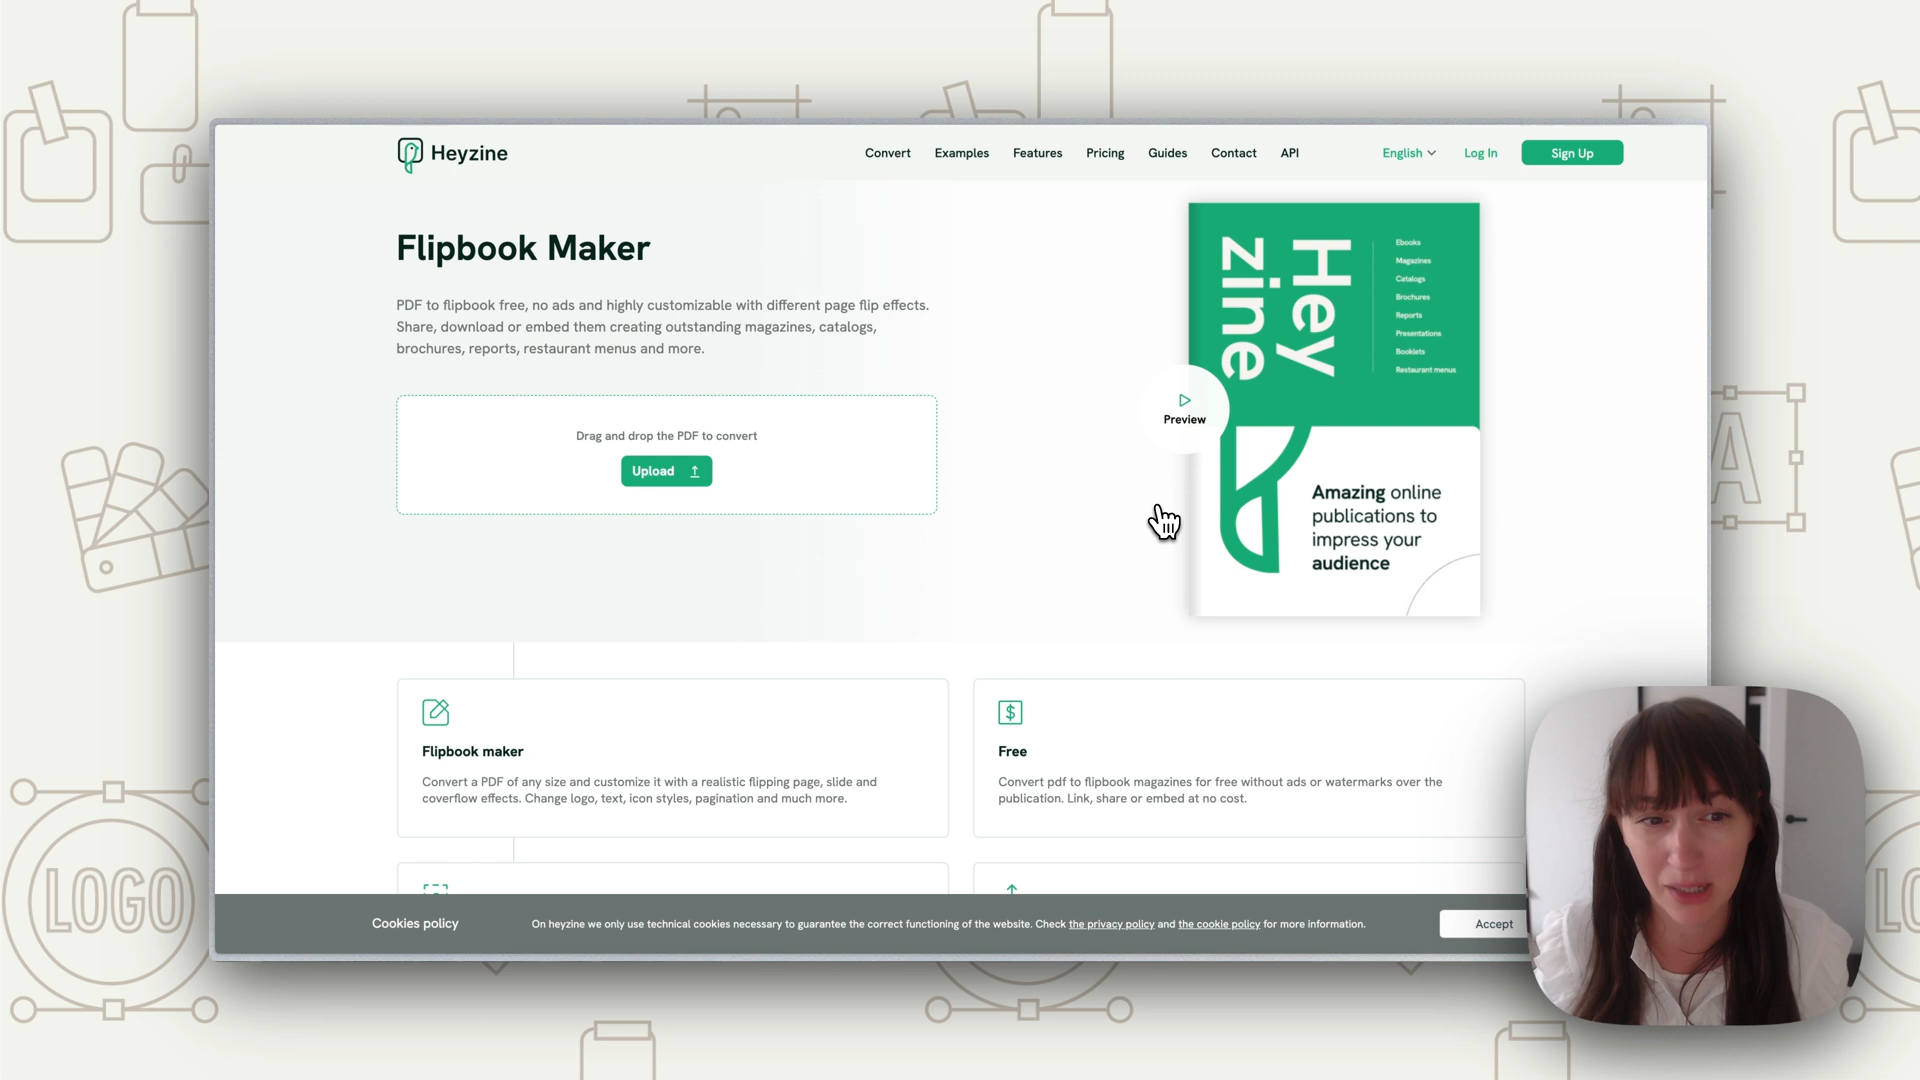 Heyzine
Convert Examples Features Pricing Guides Contact API English Log In Sign Up
Flipbook Maker
PDF to flipbook free, no ads and highly customizable with different page flip effects.
Share, download or embed them creating outstanding magazines, catalogs,
brochures, reports, restaurant menus and more.
Drag and drop the PDF to convert
Upload
Hey
zine
Ebooks
Magazines
Catalogs
Brochures
Reports
Presentations
Booklets
Restaurant menus
Preview
Amazing online
publications to
impress your
audience
Flipbook maker
Convert a PDF of any size and customize it with a realistic flipping page, slide and
coverflow effects. Change logo, text, icon styles, pagination and much more.
Free
Convert pdf to flipbook magazines for free without ads or watermarks over the
publication. Link, share or embed at no cost.
Cookies policy
On heyzine we only use technical cookies necessary to guarantee the correct functioning of the website. Check the privacy policy and the cookie policy for more information.
Accept
LOGO
LO
A